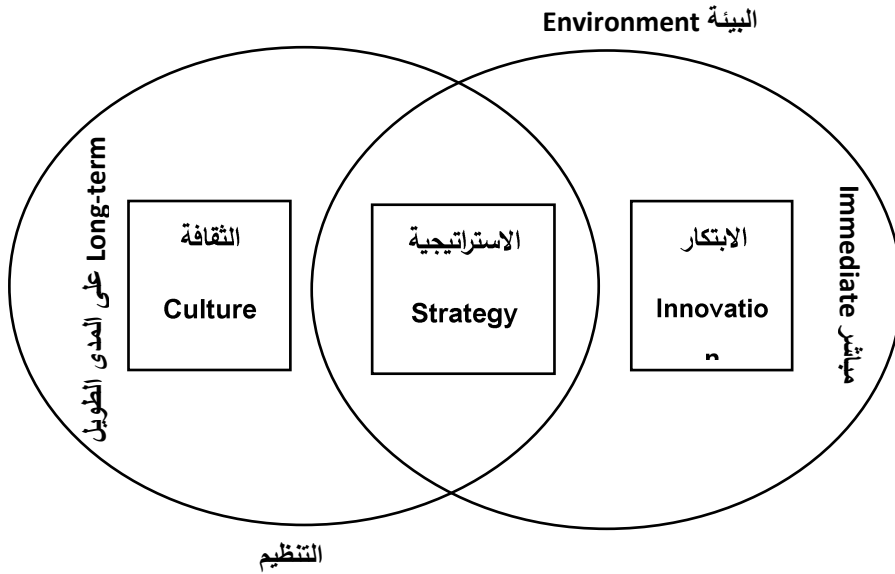 البيئة Environment
Long-term على المدى الطويل
الثقافة
Culture
الاستراتيجية
Strategy
الابتكار
Innovatio
n
Immediate مباشر
التنظيم